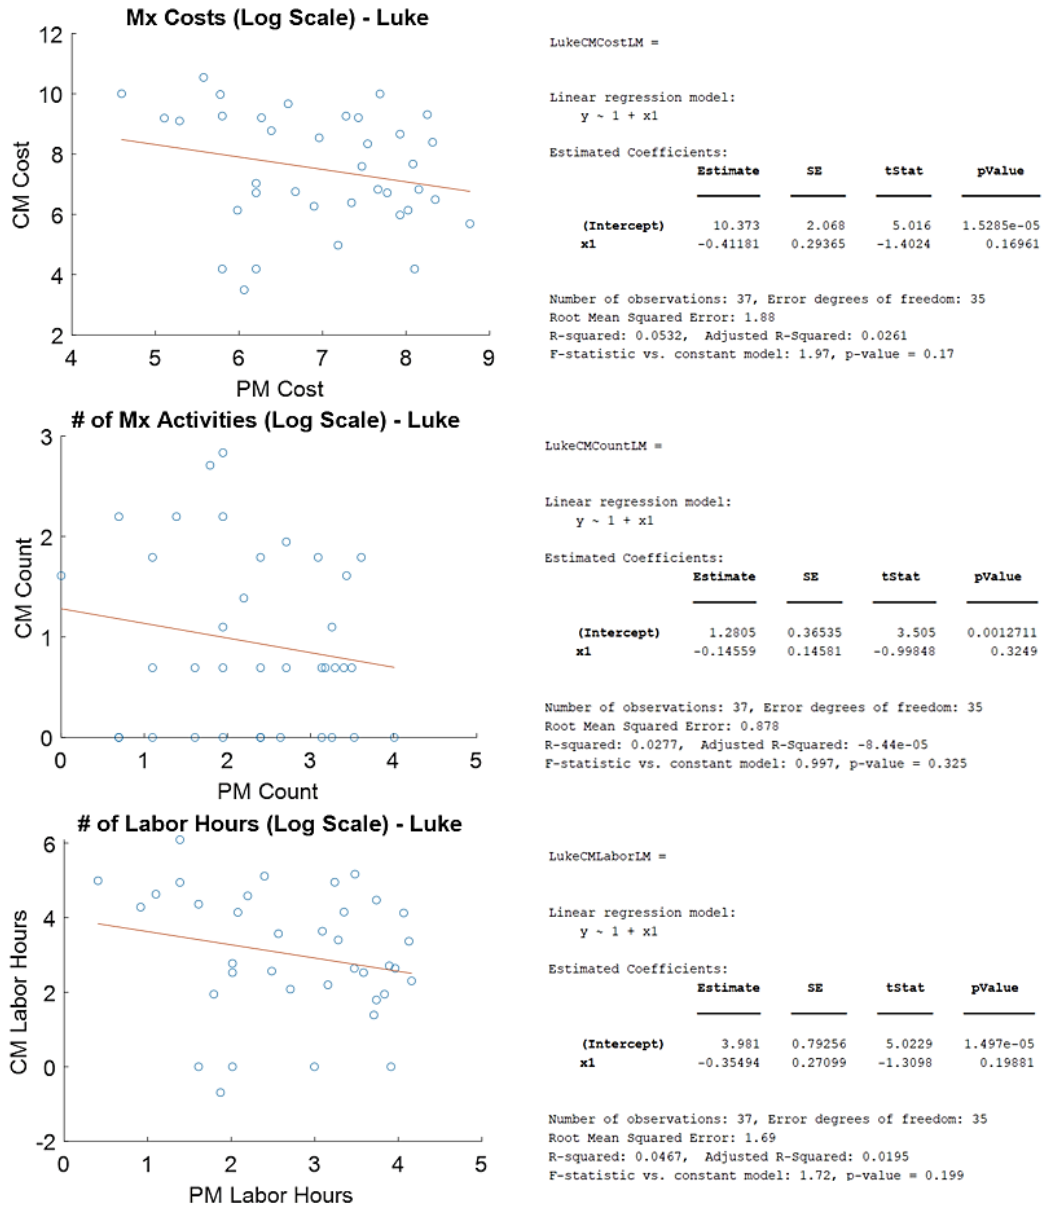 Mx Costs (Log Scale) - Luke
12
10
8
6
4
2
CM Cost
4 5 6 7 8 9
PM Cost
LukeCMCostLM =
Linear regression model:
y ~ 1 + x1
Estimated Coefficients:
Estimate SE tStat pValue
(Intercept) 10.373 2.068 5.016 1.5285e-05
x1 -0.41181 0.29365 -1.4024 0.16961
Number of observations: 37, Error degrees of freedom: 35
Root Mean Squared Error: 1.88
R-squared: 0.0532, Adjusted R-Squared: 0.0261
F-statistic vs. constant model: 1.97, p-value = 0.17
# of Mx Activities (Log Scale) - Luke
3
2
1
0
CM Count
0 1 2 3 4 5
PM Count
LukeCMCountLM =
Linear regression model:
y ~ 1 + x1
Estimated Coefficients:
Estimate SE tStat pValue
(Intercept) 1.2805 0.36535 3.505 0.0012711
x1 -0.14559 0.14581 -0.99848 0.3249
Number of observations: 37, Error degrees of freedom: 35
Root Mean Squared Error: 0.878
R-squared: 0.0277, Adjusted R-Squared: -8.44e-05
F-statistic vs. constant model: 0.997, p-value = 0.325
# of Labor Hours (Log Scale) - Luke
6
4
2
0
-2
CM Labor Hours
0 1 2 3 4 5
PM Labor Hours
LukeCMLaborLM =
Linear regression model:
y ~ 1 + x1
Estimated Coefficients:
Estimate SE tStat pValue
(Intercept) 3.981 0.79256 5.0229 1.497e-05
x1 -0.35494 0.27099 -1.3098 0.19881
Number of observations: 37, Error degrees of freedom: 35
Root Mean Squared Error: 1.69
R-squared: 0.0467, Adjusted R-Squared: 0.0195
F-statistic vs. constant model: 1.72, p-value = 0.199